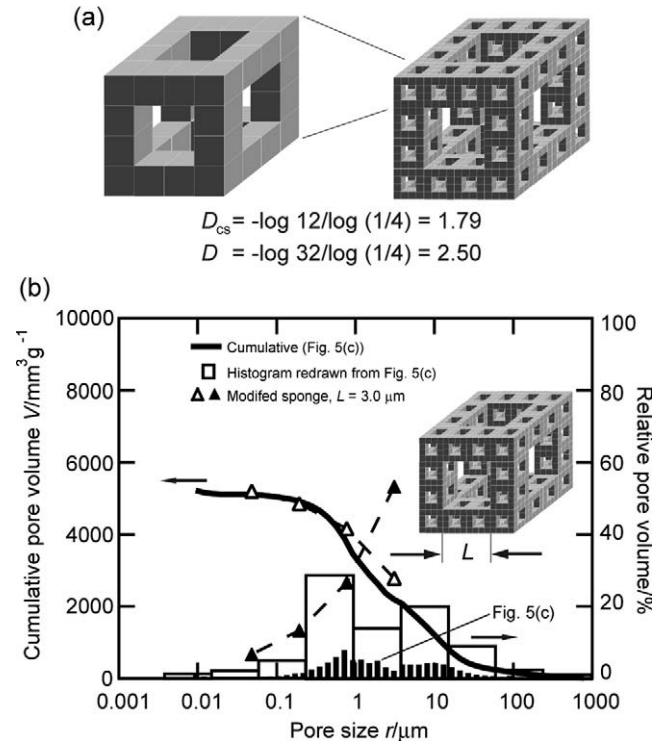 (a)
D_cs = -log 12/log (1/4) = 1.79
D = -log 32/log (1/4) = 2.50
(b)
Cumulative pore volume V/mm³g⁻¹
10000
8000
6000
4000
2000
0
Cumulative (Fig. 5(c))
Histogram redrawn from Fig. 5(c)
Modifed sponge, L = 3.0 μm
L
Fig. 5(c)
100
80
60
40
20
0
Relative pore volume/%
0.001 0.01 0.1 1 10 100 1000
Pore size r/μm